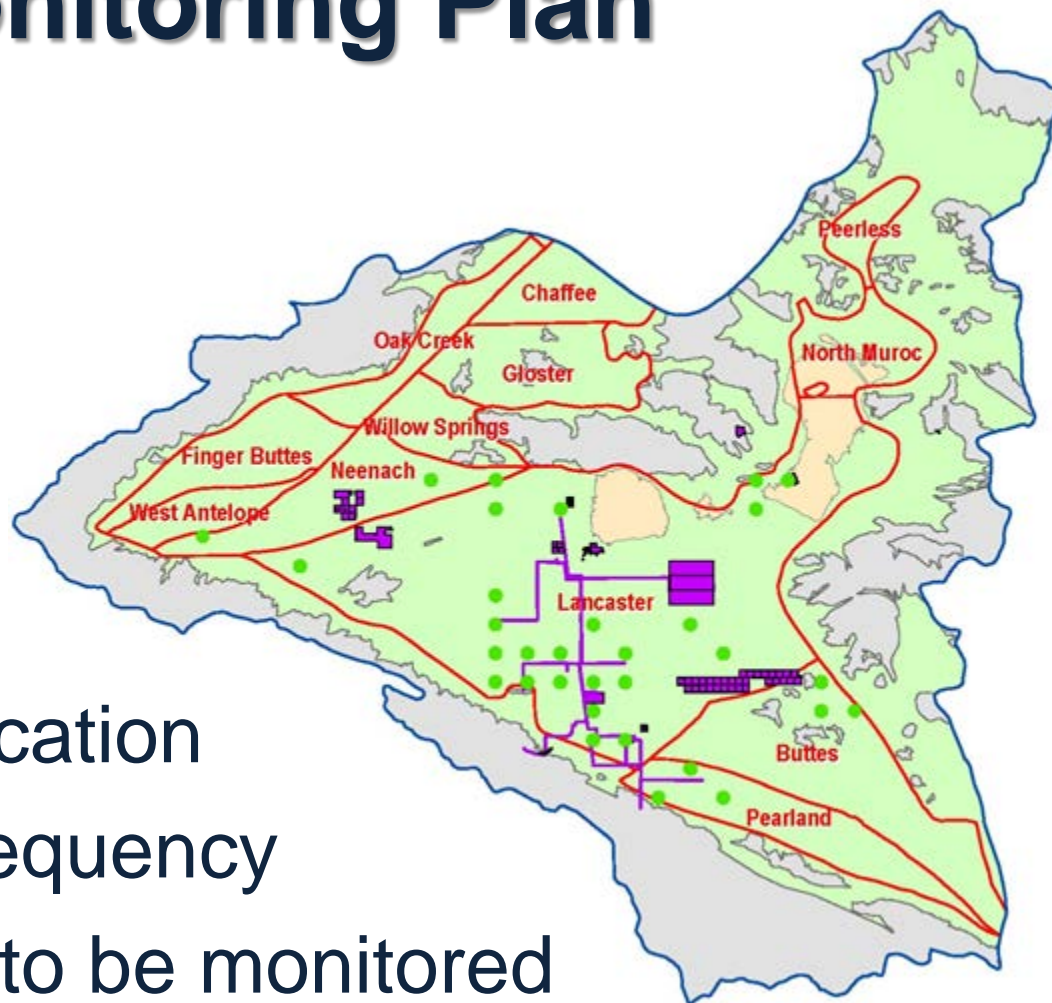 onitoring Plan
Peerless
Chaffee
Oak Creek
North Muroc
Gloster
Willow Springs
Finger Buttes
Neenach
West Antelope
Lancaster
cation
Buttes
Pearland
equency
to be monitored